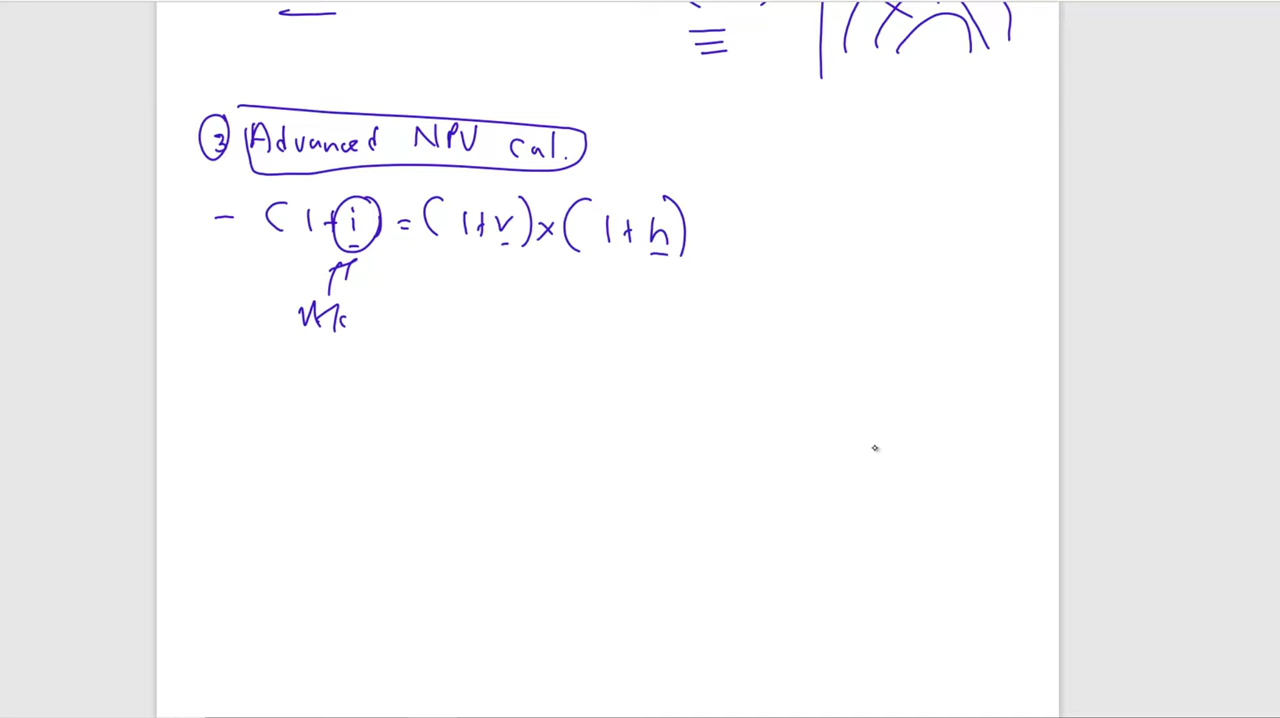 ③ Advanced NPV cal.
- (1+i) = (1+r) × (1+h)